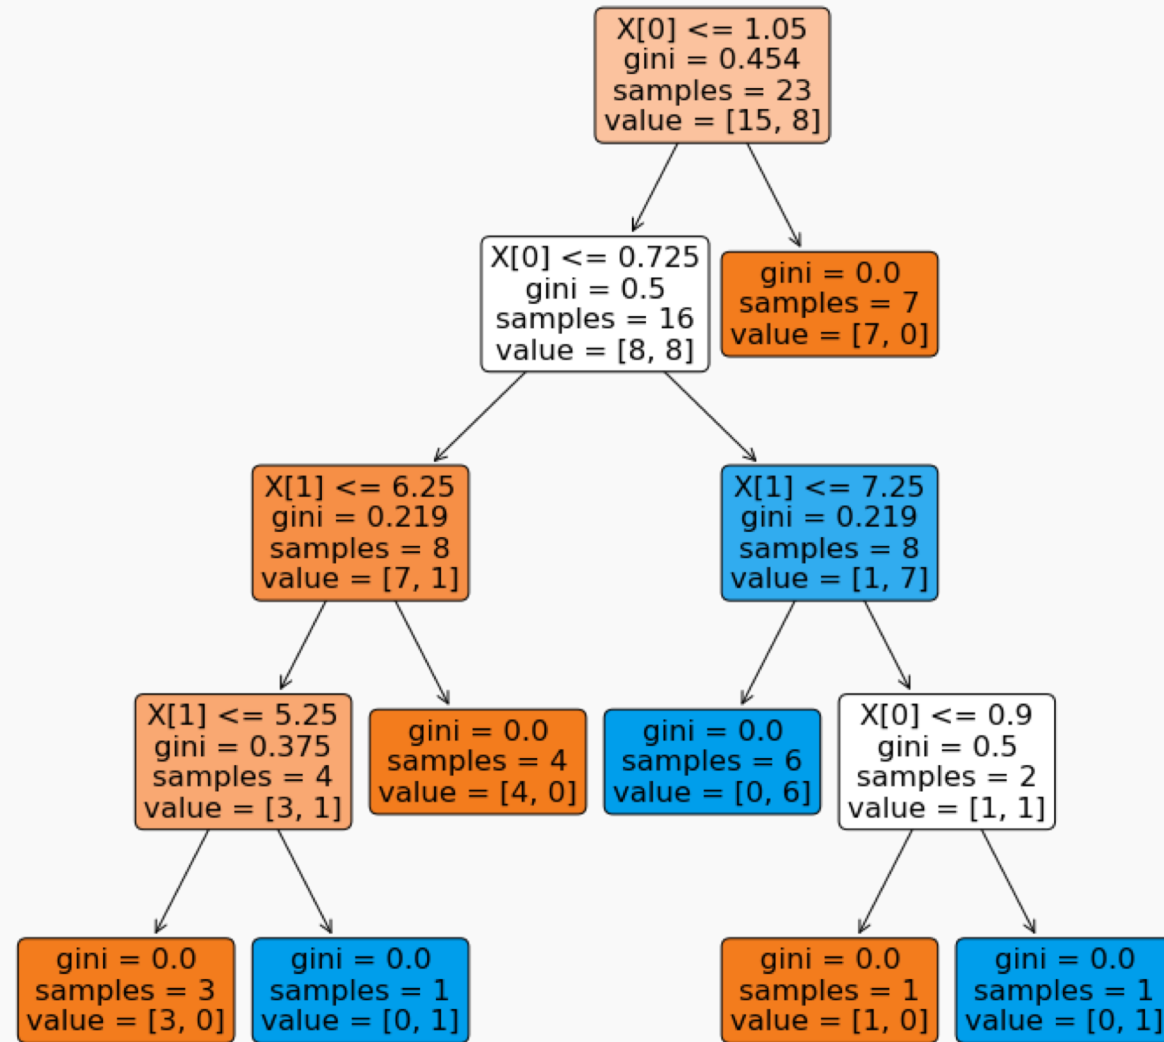 X[0] <= 1.05
gini = 0.454
samples = 23
value = [15, 8]
X[0] <= 0.725
gini = 0.5
samples = 16
value = [8, 8]
gini = 0.0
samples = 7
value = [7, 0]
X[1] <= 6.25
gini = 0.219
samples = 8
value = [7, 1]
X[1] <= 7.25
gini = 0.219
samples = 8
value = [1, 7]
X[1] <= 5.25
gini = 0.375
samples = 4
value = [3, 1]
gini = 0.0
samples = 4
value = [4, 0]
gini = 0.0
samples = 6
value = [0, 6]
X[0] <= 0.9
gini = 0.5
samples = 2
value = [1, 1]
gini = 0.0
samples = 3
value = [3, 0]
gini = 0.0
samples = 1
value = [0, 1]
gini = 0.0
samples = 1
value = [1, 0]
gini = 0.0
samples = 1
value = [0, 1]